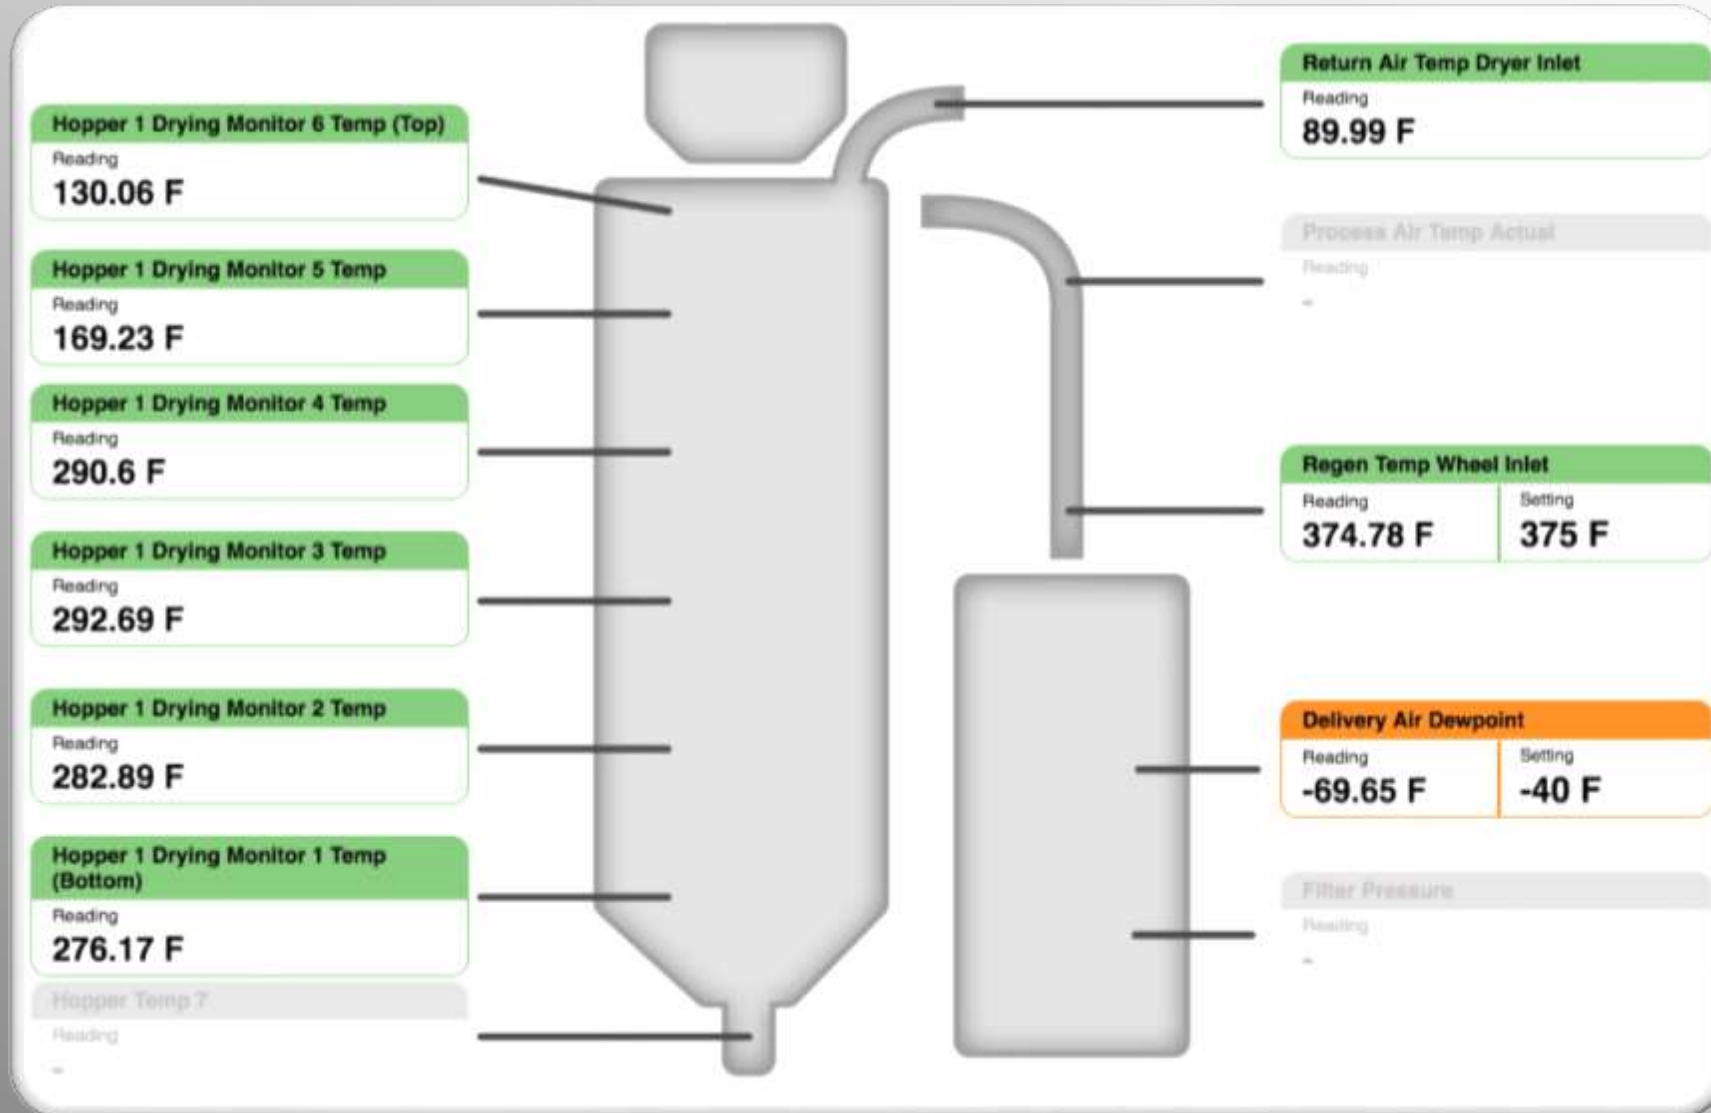 Hopper 1 Drying Monitor 6 Temp (Top)
Reading
130.06 F
Hopper 1 Drying Monitor 5 Temp
Reading
169.23 F
Hopper 1 Drying Monitor 4 Temp
Reading
290.6 F
Hopper 1 Drying Monitor 3 Temp
Reading
292.69 F
Hopper 1 Drying Monitor 2 Temp
Reading
282.89 F
Hopper 1 Drying Monitor 1 Temp
(Bottom)
Reading
276.17 F
Hopper Temp 7
Reading
-
Return Air Temp Dryer Inlet
Reading
89.99 F
Process Air Temp Actual
Reading
-
Regen Temp Wheel Inlet
Reading Setting
374.78 F 375 F
Delivery Air Dewpoint
Reading Setting
-69.65 F -40 F
Filter Pressure
Reading
-